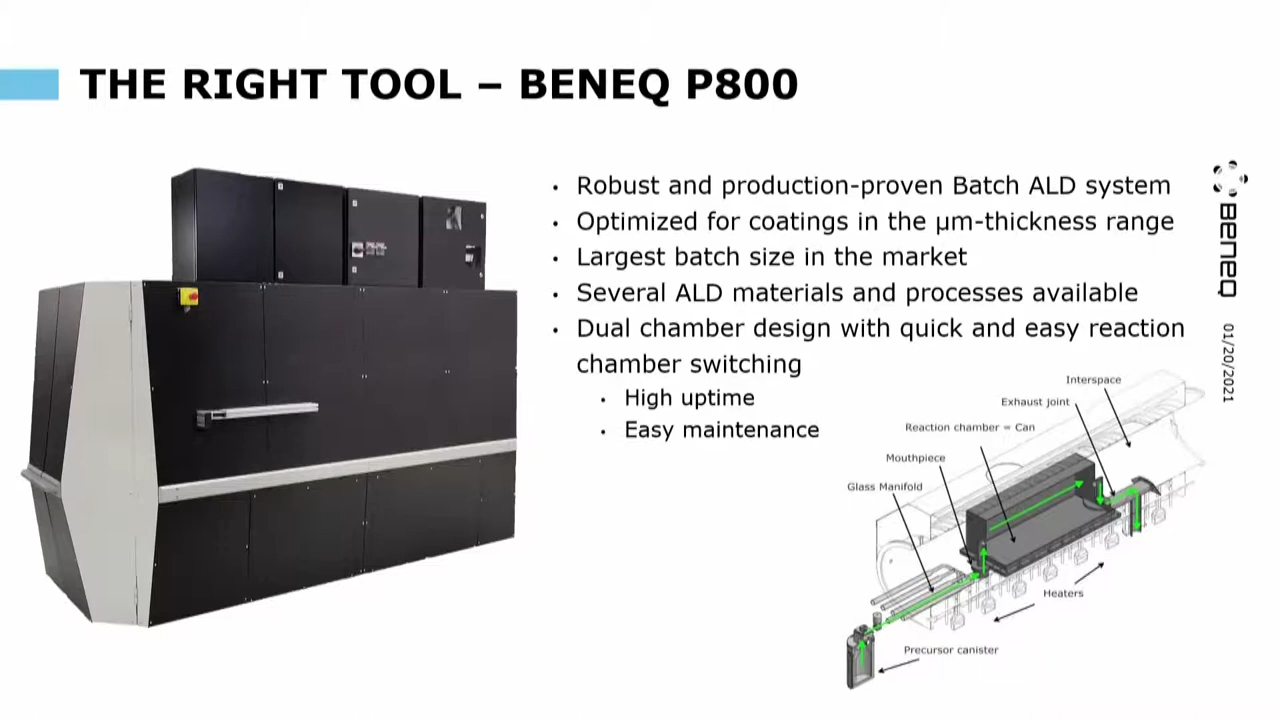 THE RIGHT TOOL – BENEQ P800
• Robust and production-proven Batch ALD system
• Optimized for coatings in the µm-thickness range
• Largest batch size in the market
• Several ALD materials and processes available
• Dual chamber design with quick and easy reaction
chamber switching
• High uptime
• Easy maintenance
Interspace
Exhaust joint
Reaction chamber = Can
Mouthpiece
Glass Manifold
Heaters
Precursor canister
BENEQ
01/20/2021